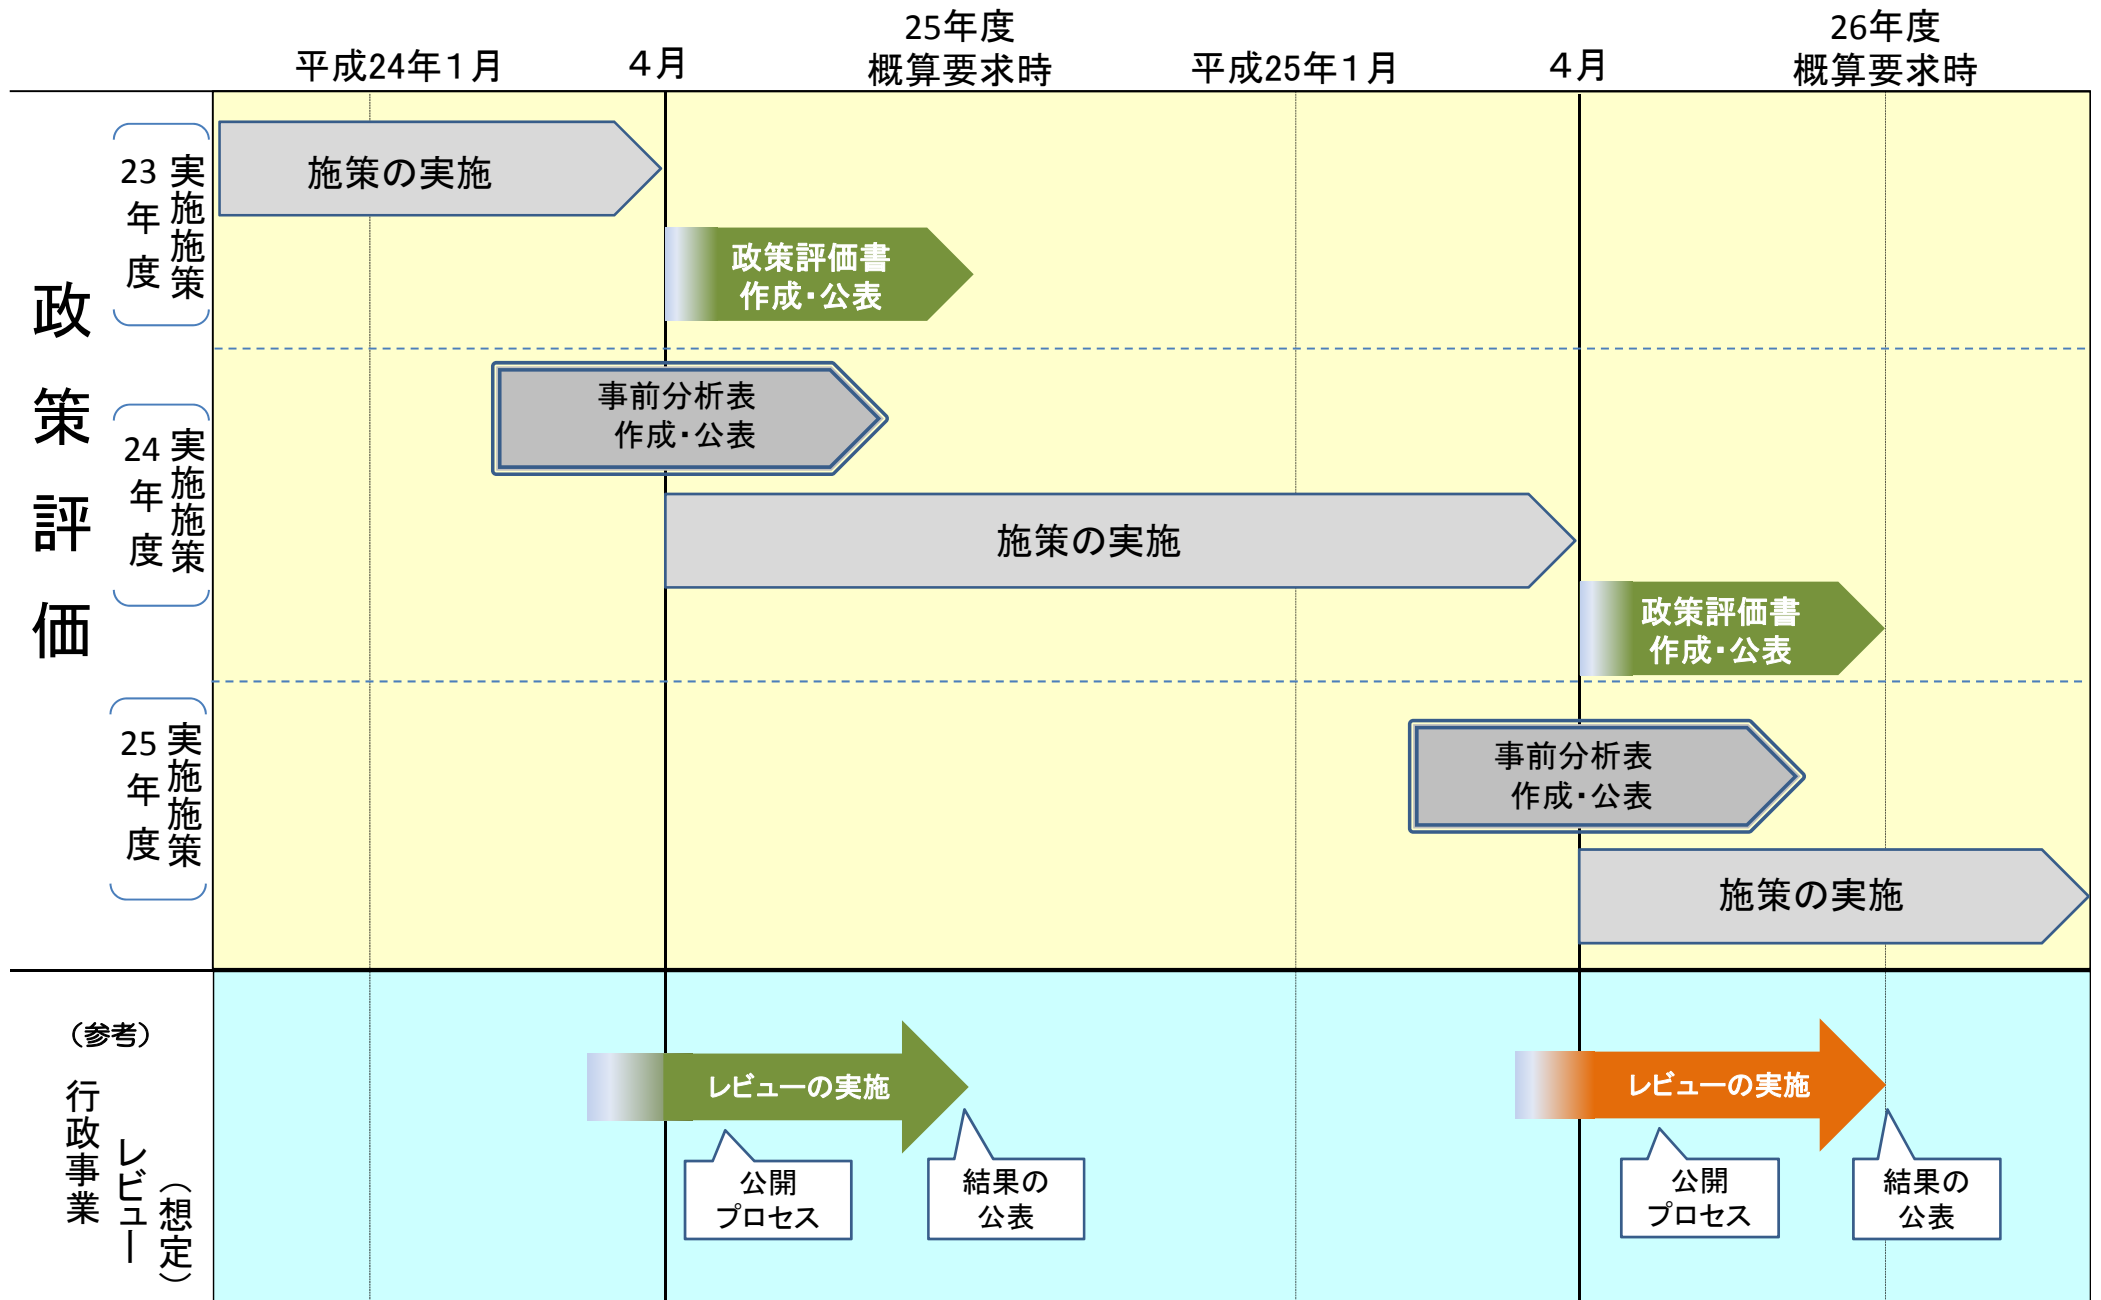 平成24年１月
４月
25年度
概算要求時
平成25年１月
４月
26年度
概算要求時
政策評価
23年度
実施施策
施策の実施
政策評価書
作成・公表
24年度
実施施策
事前分析表
作成・公表
施策の実施
政策評価書
作成・公表
25年度
実施施策
事前分析表
作成・公表
施策の実施
（参考）
行政事業
レビュー
（想定）
レビューの実施
公開
プロセス
結果の
公表
レビューの実施
公開
プロセス
結果の
公表